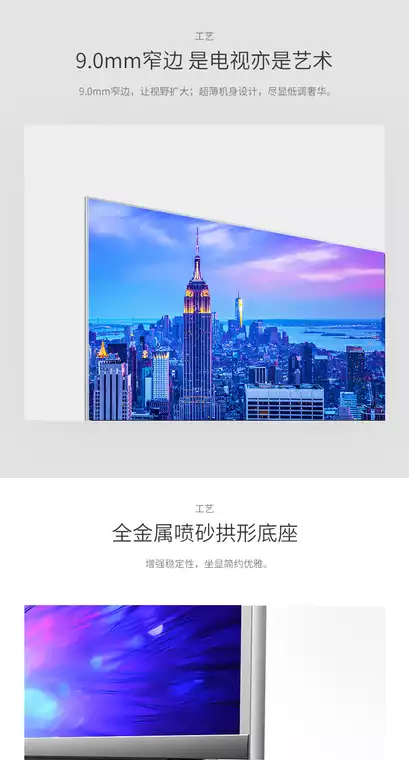 工艺
9.0mm窄边 是电视亦是艺术
9.0mm窄边，让视野扩大；超薄机身设计，尽显低调奢华。
工艺
全金属喷砂拱形底座
增强稳定性，坐显简约优雅。